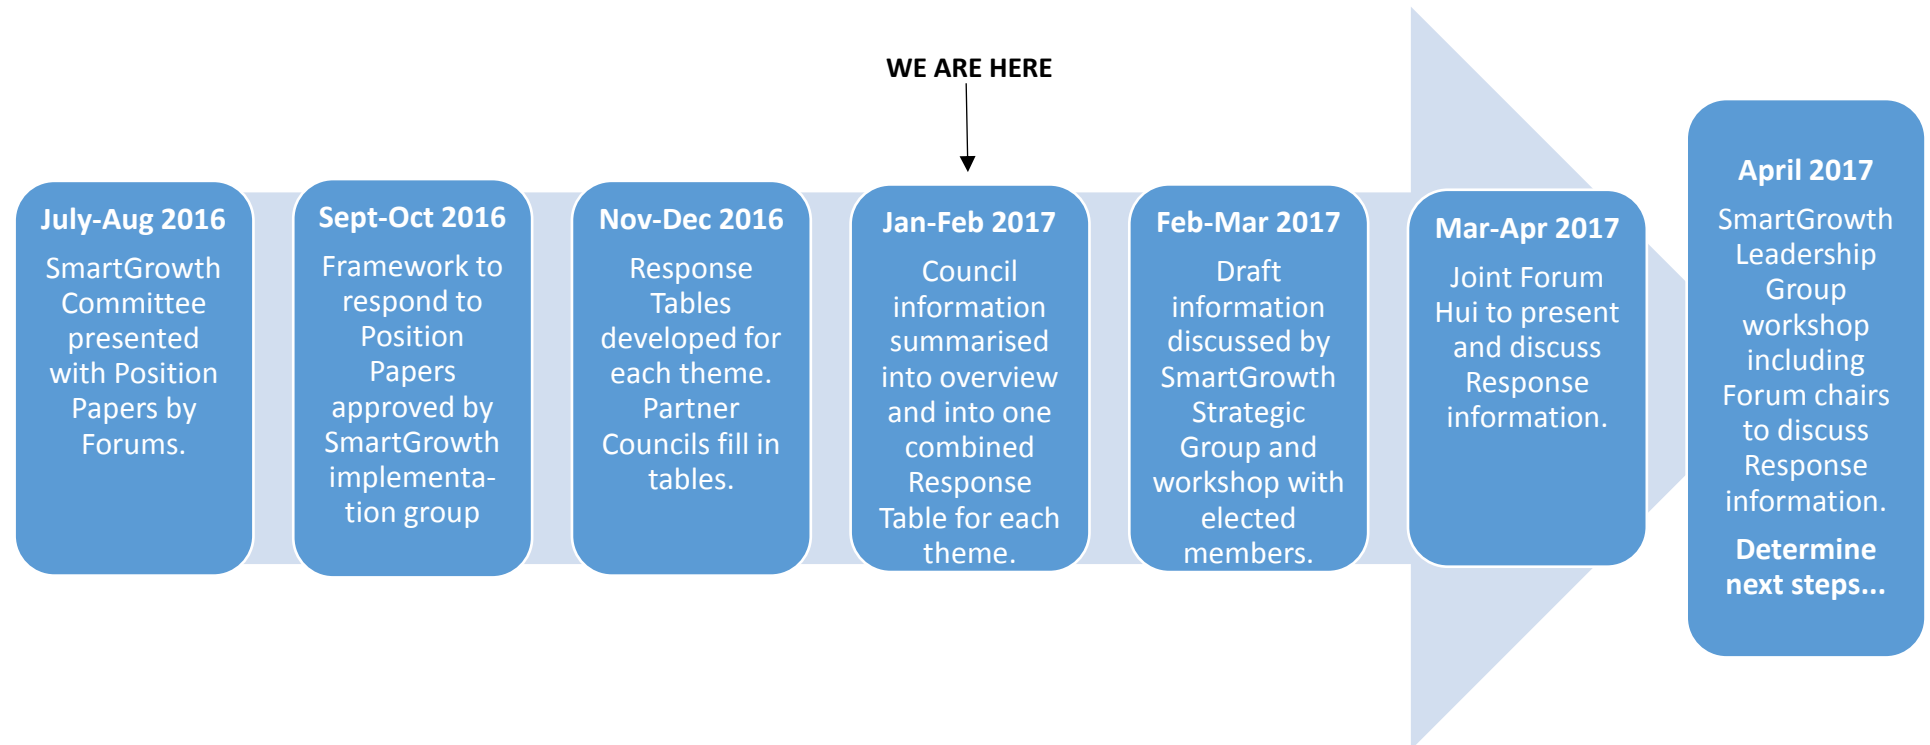 WE ARE HERE
July-Aug 2016
SmartGrowth
Committee
presented
with Position
Papers by
Forums.
Sept-Oct 2016
Framework to
respond to
Position
Papers
approved by
SmartGrowth
implementa-
tion group
Nov-Dec 2016
Response
Tables
developed for
each theme.
Partner
Councils fill in
tables.
Jan-Feb 2017
Council
information
summarised
into overview
and into one
combined
Response
Table for each
theme.
Feb-Mar 2017
Draft
information
discussed by
SmartGrowth
Strategic
Group and
workshop with
elected
members.
Mar-Apr 2017
Joint Forum
Hui to present
and discuss
Response
information.
April 2017
SmartGrowth
Leadership
Group
workshop
including
Forum chairs
to discuss
Response
information.
Determine
next steps...